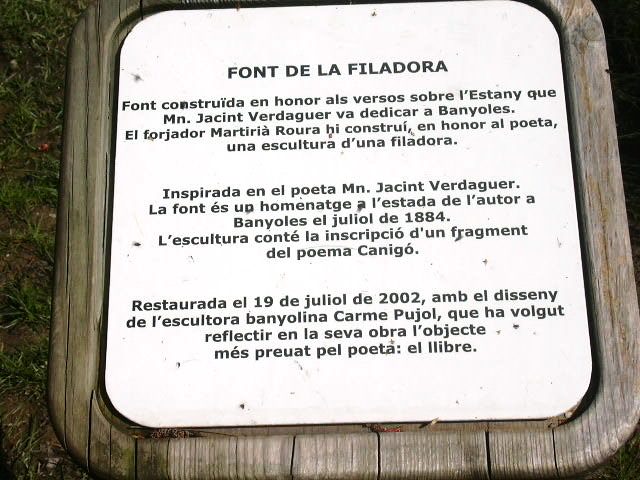 FONT DE LA FILADORA
Font construïda en honor als versos sobre l'Estany que
Mn. Jacint Verdaguer va dedicar a Banyoles.
El forjador Martirià Roura hi construí, en honor al poeta,
una escultura d'una filadora.
Inspirada en el poeta Mn. Jacint Verdaguer.
La font és un homenatge a l'estada de l'autor a
Banyoles el juliol de 1884.
L'escultura conté la inscripció d'un fragment
del poema Canigó.
Restaurada el 19 de juliol de 2002, amb el disseny
de l'escultora banyolina Carme Pujol, que ha volgut
reflectir en la seva obra l'objecte
més preuat pel poeta: el llibre.